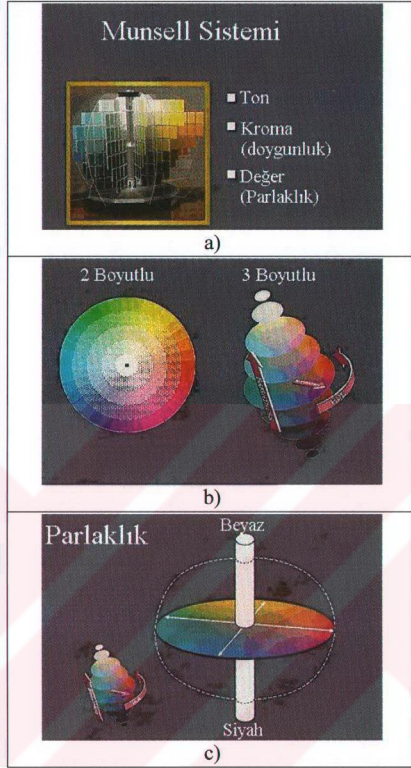 Munsell Sistemi
Ton
Kroma
(doygunluk)
Değer
(Parlaklık)
a)
2 Boyutlu
3 Boyutlu
b)
Parlaklık
Beyaz
Siyah
c)